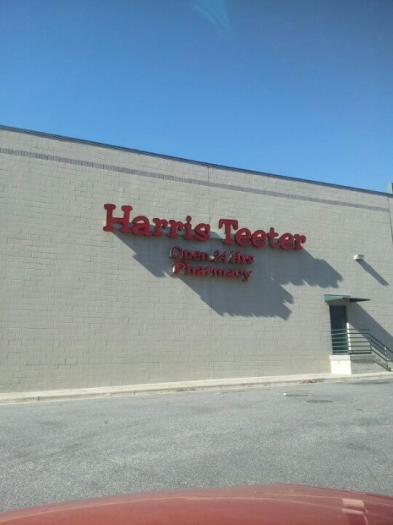 Harris Teeter
Open 24 Hrs
Pharmacy